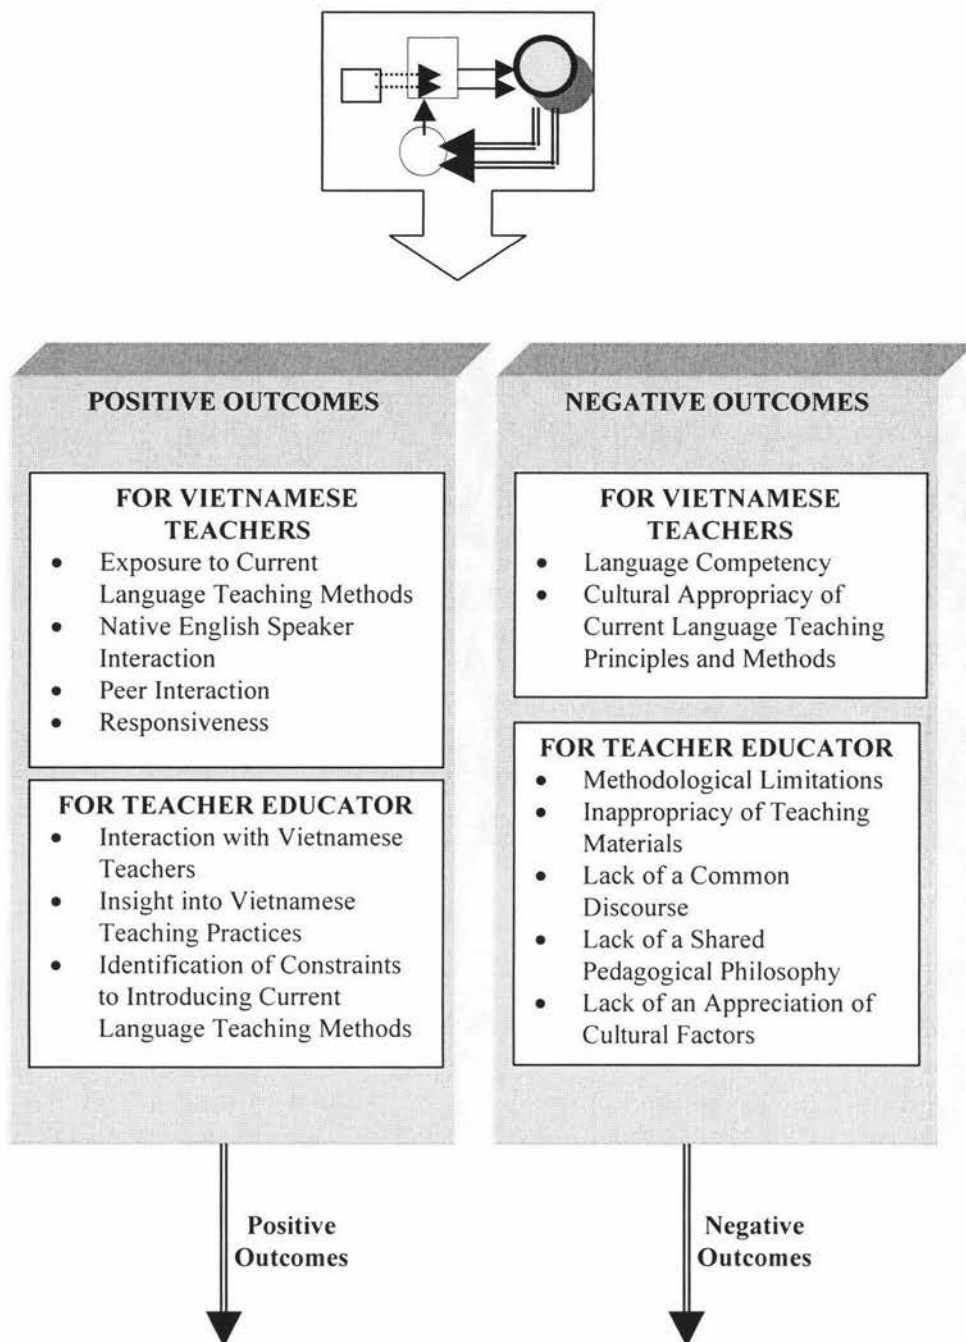 POSITIVE OUTCOMES
FOR VIETNAMESE
TEACHERS
• Exposure to Current
Language Teaching Methods
• Native English Speaker
Interaction
• Peer Interaction
• Responsiveness
FOR TEACHER EDUCATOR
• Interaction with Vietnamese
Teachers
• Insight into Vietnamese
Teaching Practices
• Identification of Constraints
to Introducing Current
Language Teaching Methods
Positive
Outcomes
NEGATIVE OUTCOMES
FOR VIETNAMESE
TEACHERS
• Language Competency
• Cultural Appropriacy of
Current Language Teaching
Principles and Methods
FOR TEACHER EDUCATOR
• Methodological Limitations
• Inappropriacy of Teaching
Materials
• Lack of a Common
Discourse
• Lack of a Shared
Pedagogical Philosophy
• Lack of an Appreciation of
Cultural Factors
Negative
Outcomes